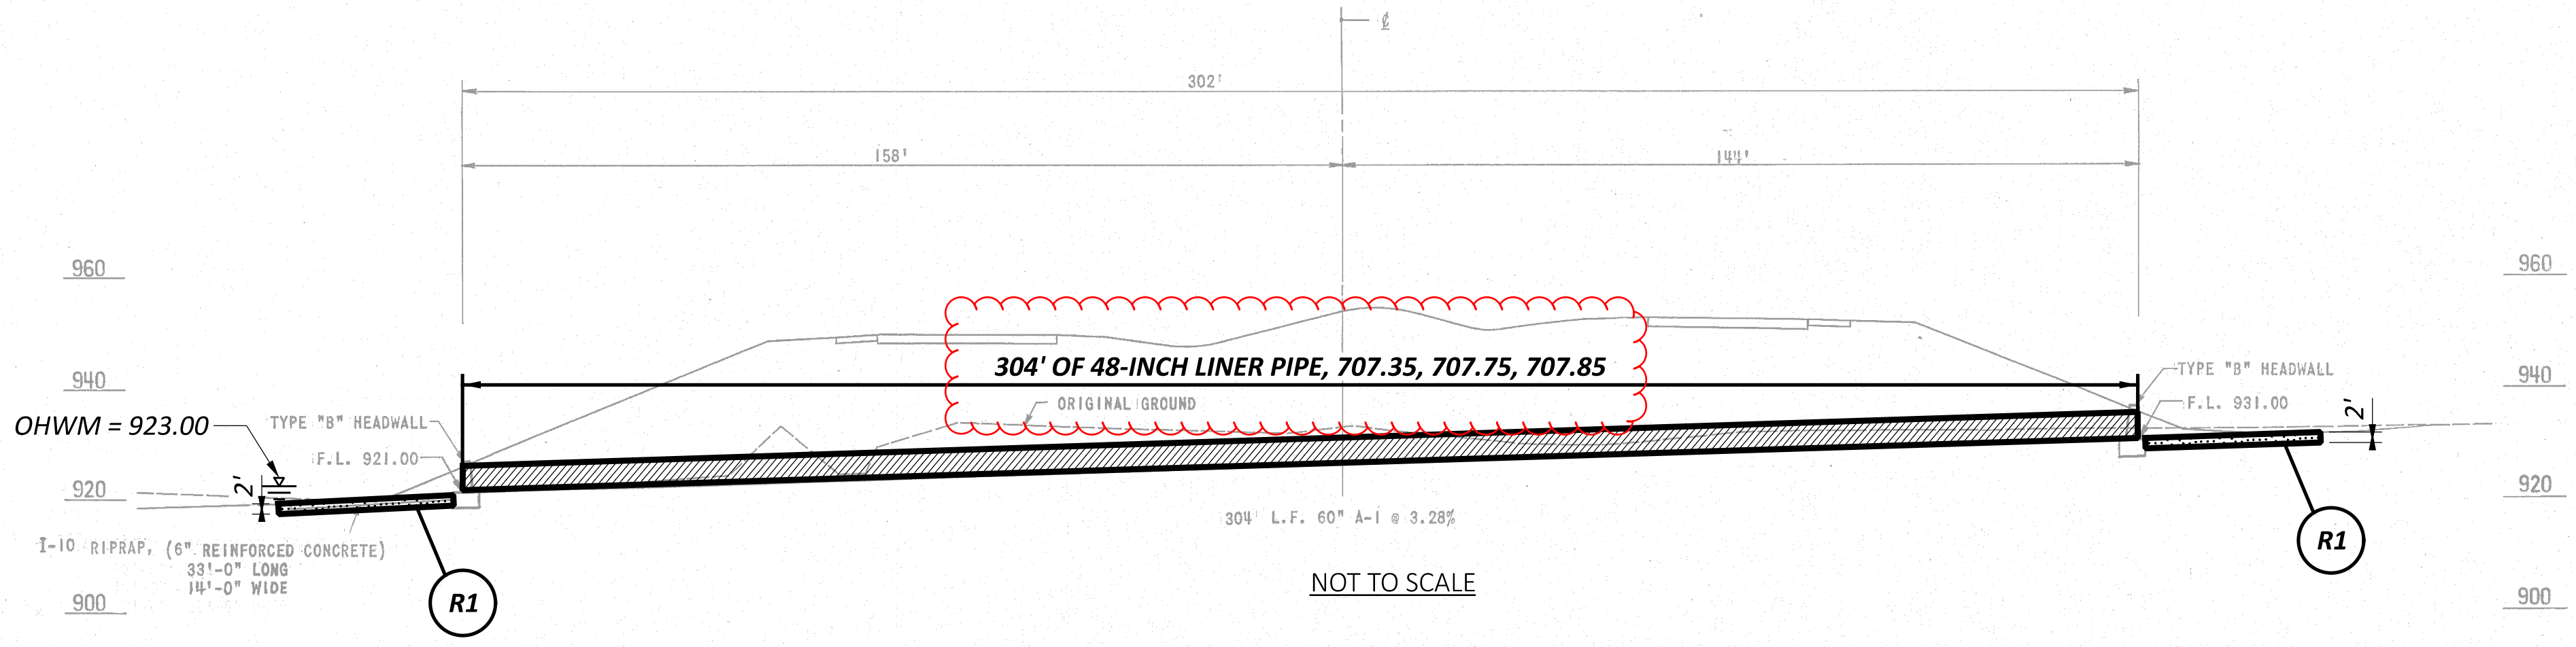 ℄
302'
158'
144'
960
960
304' OF 48-INCH LINER PIPE, 707.35, 707.75, 707.85
940
940
TYPE "B" HEADWALL
F.L. 931.00
2'
ORIGINAL GROUND
OHWM = 923.00
TYPE "B" HEADWALL
F.L. 921.00
2'
920
920
304' L.F. 60" A-1 @ 3.28%
I-10 RIPRAP, (6" REINFORCED CONCRETE)
33'-0" LONG
14'-0" WIDE
R1
R1
NOT TO SCALE
900
900